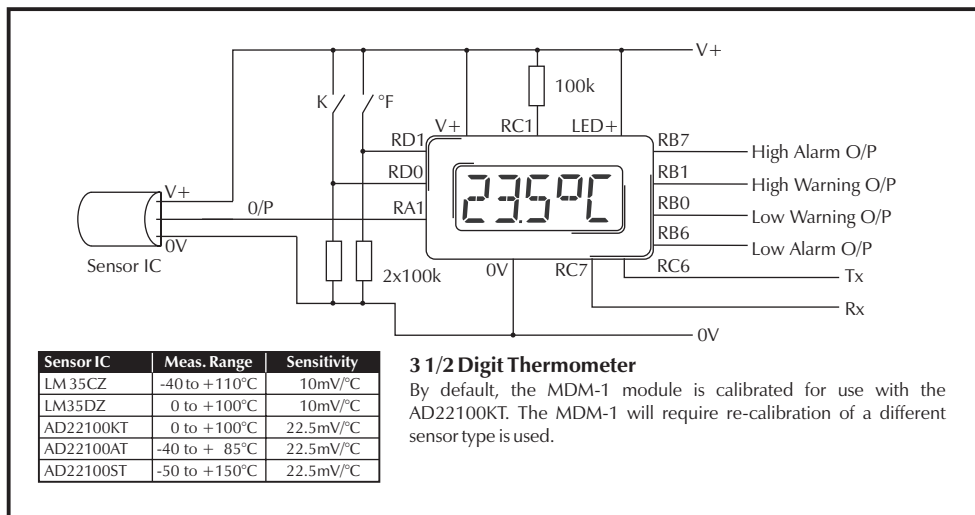 V+
100k
K
°F
V+
RC1
LED+
RD1
RB7
High Alarm O/P
RD0
RB1
High Warning O/P
23.5°C
V+
0/P
RA1
RB0
Low Warning O/P
0V
RB6
Low Alarm O/P
Sensor IC
2x100k
0V
RC7
RC6
Tx
Rx
0V
Sensor IC Meas. Range Sensitivity
LM35CZ -40 to +110°C 10mV/°C
LM35DZ 0 to +100°C 10mV/°C
AD22100KT 0 to +100°C 22.5mV/°C
AD22100AT -40 to + 85°C 22.5mV/°C
AD22100ST -50 to +150°C 22.5mV/°C
3 1/2 Digit Thermometer
By default, the MDM-1 module is calibrated for use with the
AD22100KT. The MDM-1 will require re-calibration of a different
sensor type is used.